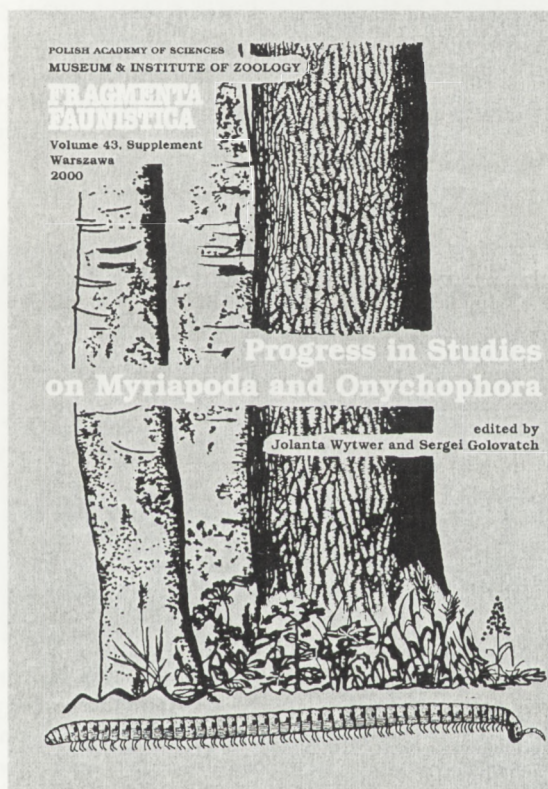 POLISH ACADEMY OF SCIENCES
MUSEUM & INSTITUTE OF ZOOLOGY
FRAGMENTA
FAUNISTICA
Volume 43, Supplement
Warszawa
2000
Progress in Studies
on Myriapoda and Onychophora
edited by
Jolanta Wytwer and Sergei Golovatch